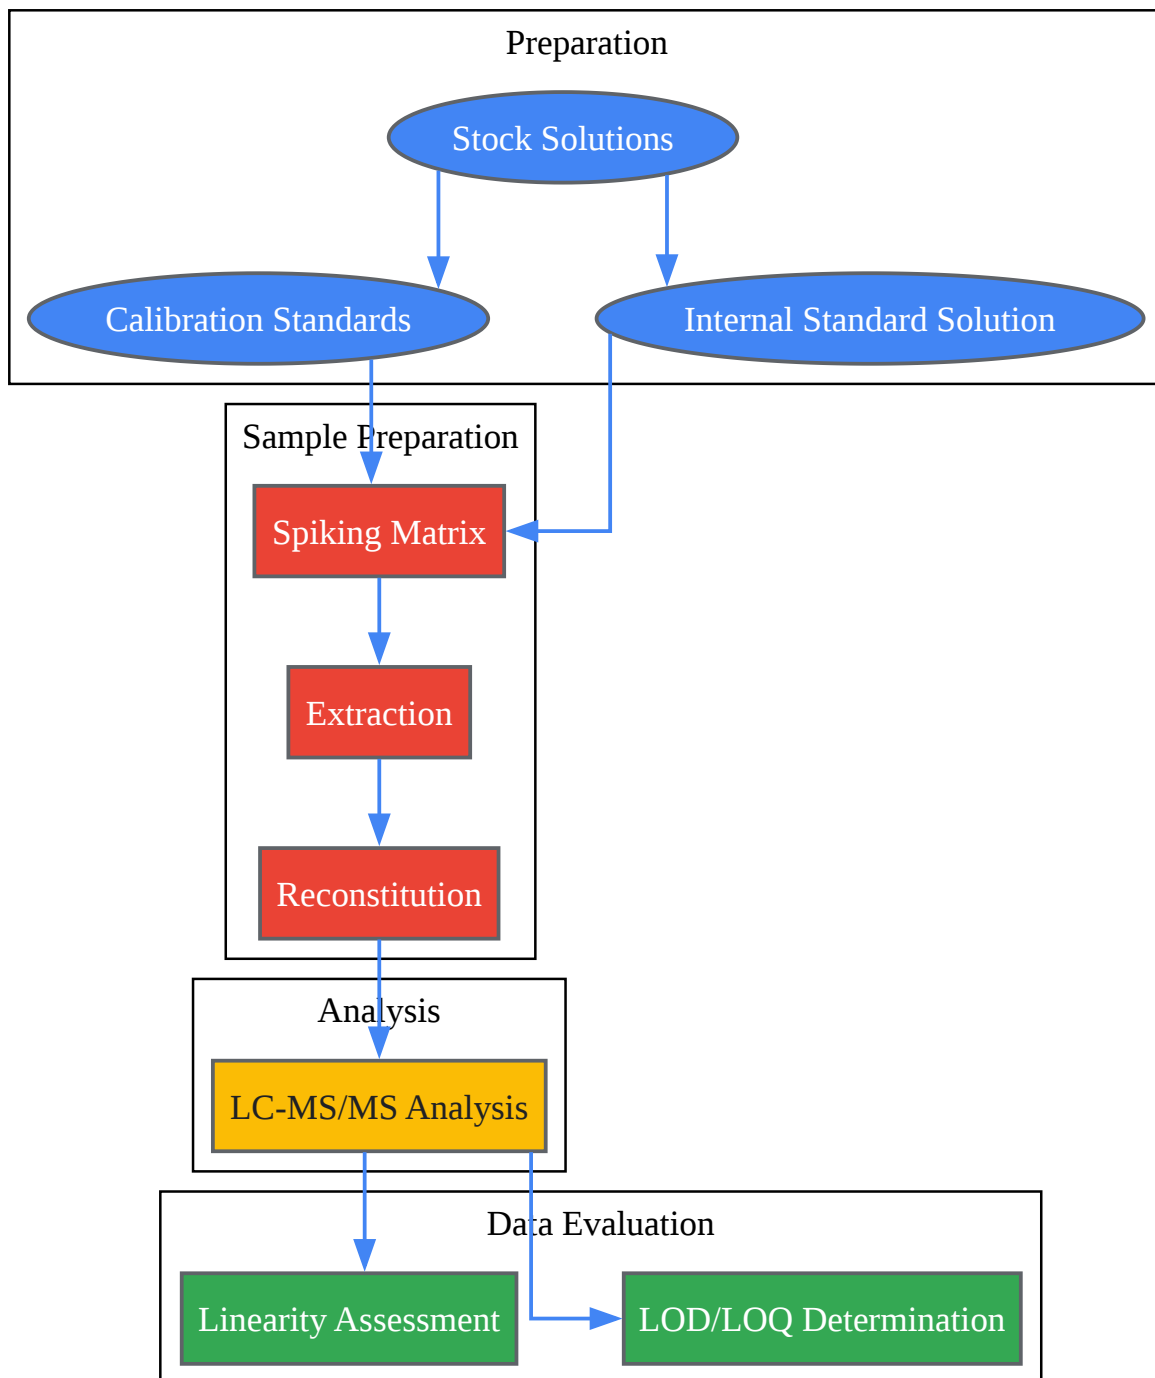 Preparation
Stock Solutions
Calibration Standards
Internal Standard Solution
Sample Preparation
Spiking Matrix
Extraction
Reconstitution
Analysis
LC-MS/MS Analysis
Data Evaluation
Linearity Assessment
LOD/LOQ Determination